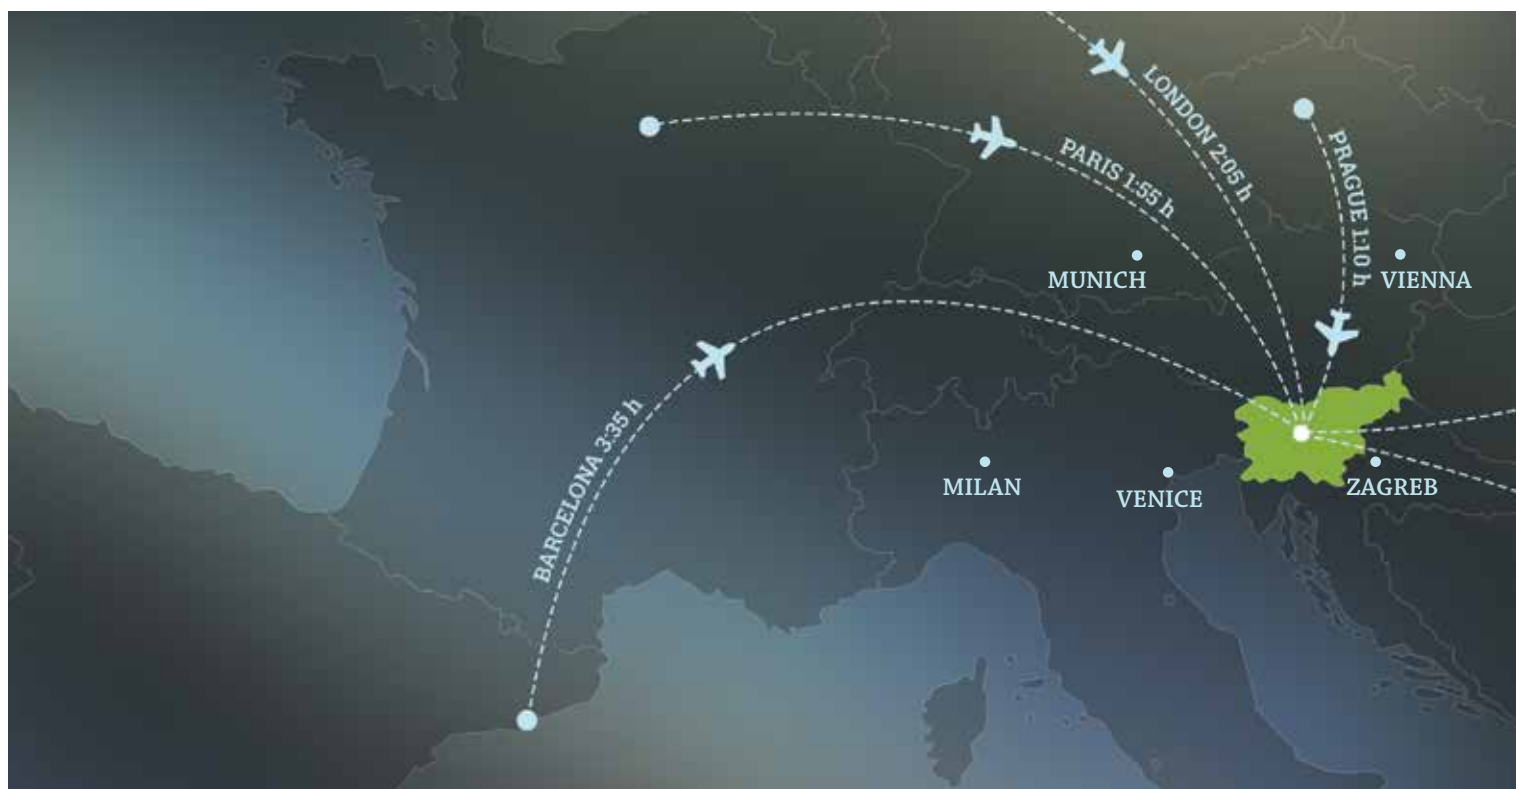 LONDON 2:05 h
PARIS 1:55 h
PRAGUE 1:10 h
MUNICH
VIENNA
BARCELONA 3:35 h
MILAN
VENICE
ZAGREB